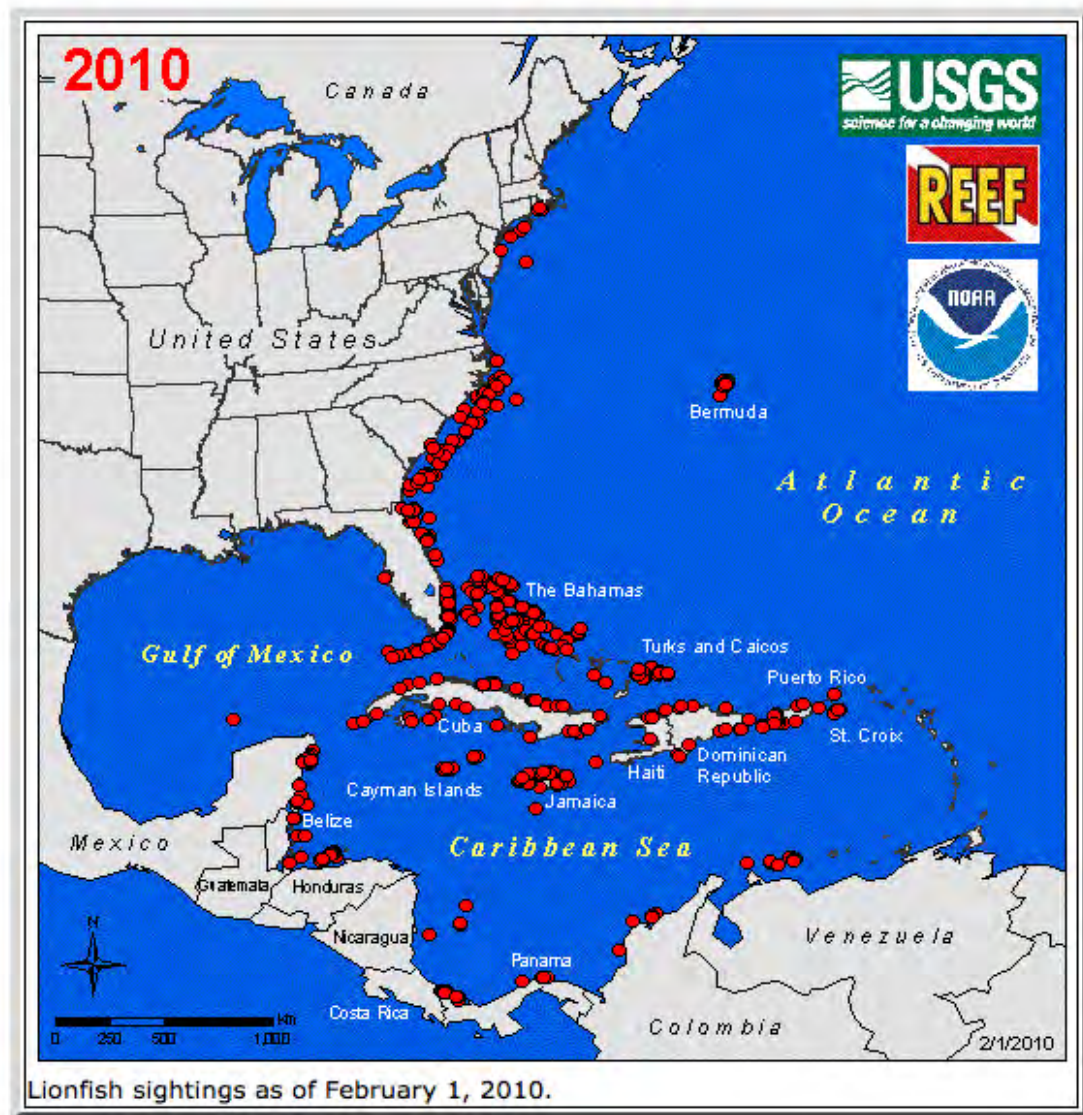 2010
Canada
USGS
science for a changing world
REEF
NOAA
United States
Bermuda
Atlantic
Ocean
The Bahamas
Gulf of Mexico
Turks and Caicos
Puerto Rico
Cuba
St. Croix
Haiti
Dominican
Republic
Cayman Islands
Jamaica
Belize
Mexico
Caribbean Sea
Guatemala
Honduras
Nicaragua
Venezuela
N
Panama
Costa Rica
Colombia
km
0 250 500 1,000
2/1/2010
Lionfish sightings as of February 1, 2010.